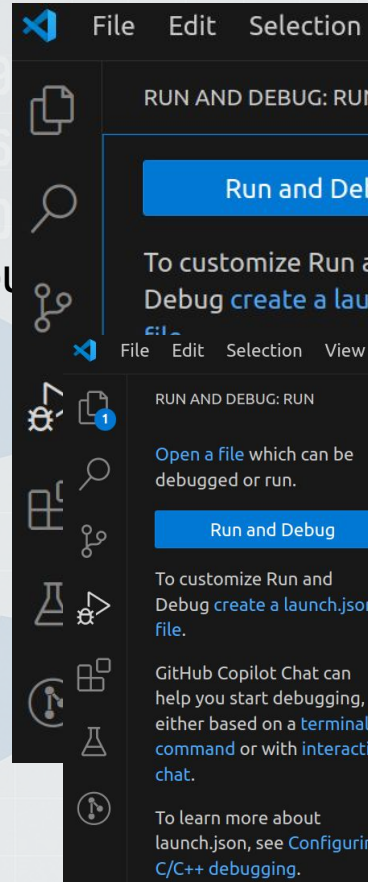 File Edit Selection
RUN AND DEBUG: RUN
Run and Deb
To customize Run a
Debug create a lau
File Edit Selection View
1
RUN AND DEBUG: RUN
Open a file which can be
debugged or run.
Run and Debug
To customize Run and
Debug create a launch.json
file.
GitHub Copilot Chat can
help you start debugging,
either based on a terminal
command or with interacti
chat.
To learn more about
launch.json, see Configurin
C/C++ debugging.